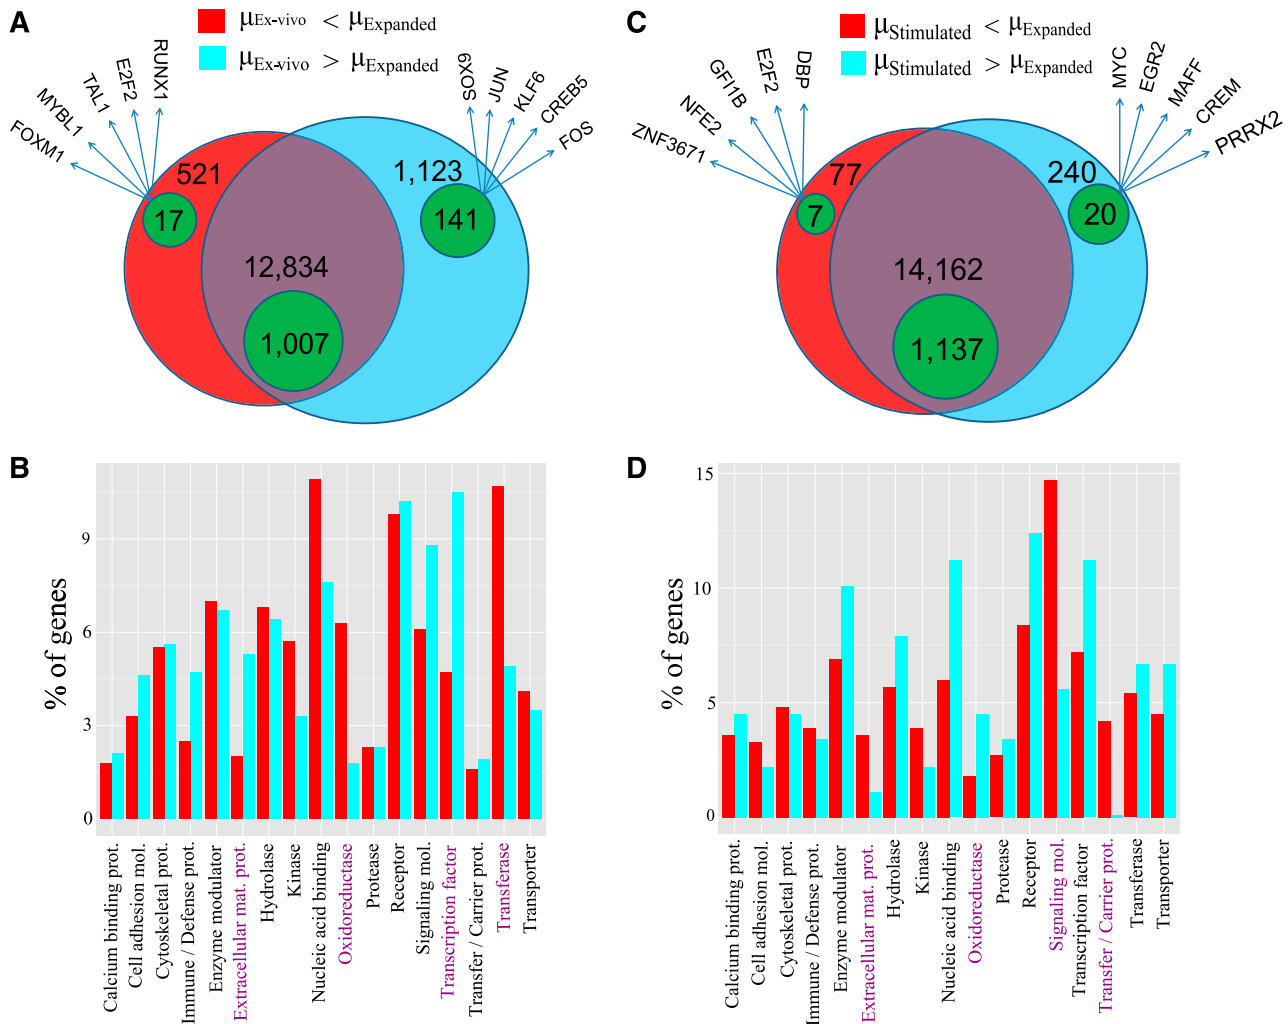 A
μEx-vivo < μExpanded
μEx-vivo > μExpanded
FOXM1
MYBL1
TAL1
E2F2
RUNX1
6XOS
JUN
KLF6
CREB5
FOS
521
1,123
17
141
12,834
1,007
C
μStimulated < μExpanded
μStimulated > μExpanded
ZNF3671
NFE2
GFI1B
E2F2
DBP
MYC
EGR2
MAFF
CREM
PRRX2
77
240
7
20
14,162
1,137
B
% of genes
9
6
3
0
Calcium binding prot.
Cell adhesion mol.
Cytoskeletal prot.
Immune / Defense prot.
Enzyme modulator
Extracellular mat. prot.
Hydrolase
Kinase
Nucleic acid binding
Oxidoreductase
Protease
Receptor
Signaling mol.
Transcription factor
Transfer / Carrier prot.
Transferase
Transporter
D
% of genes
15
10
5
0
Calcium binding prot.
Cell adhesion mol.
Cytoskeletal prot.
Immune / Defense prot.
Enzyme modulator
Extracellular mat. prot.
Hydrolase
Kinase
Nucleic acid binding
Oxidoreductase
Protease
Receptor
Signaling mol.
Transcription factor
Transfer / Carrier prot.
Transferase
Transporter